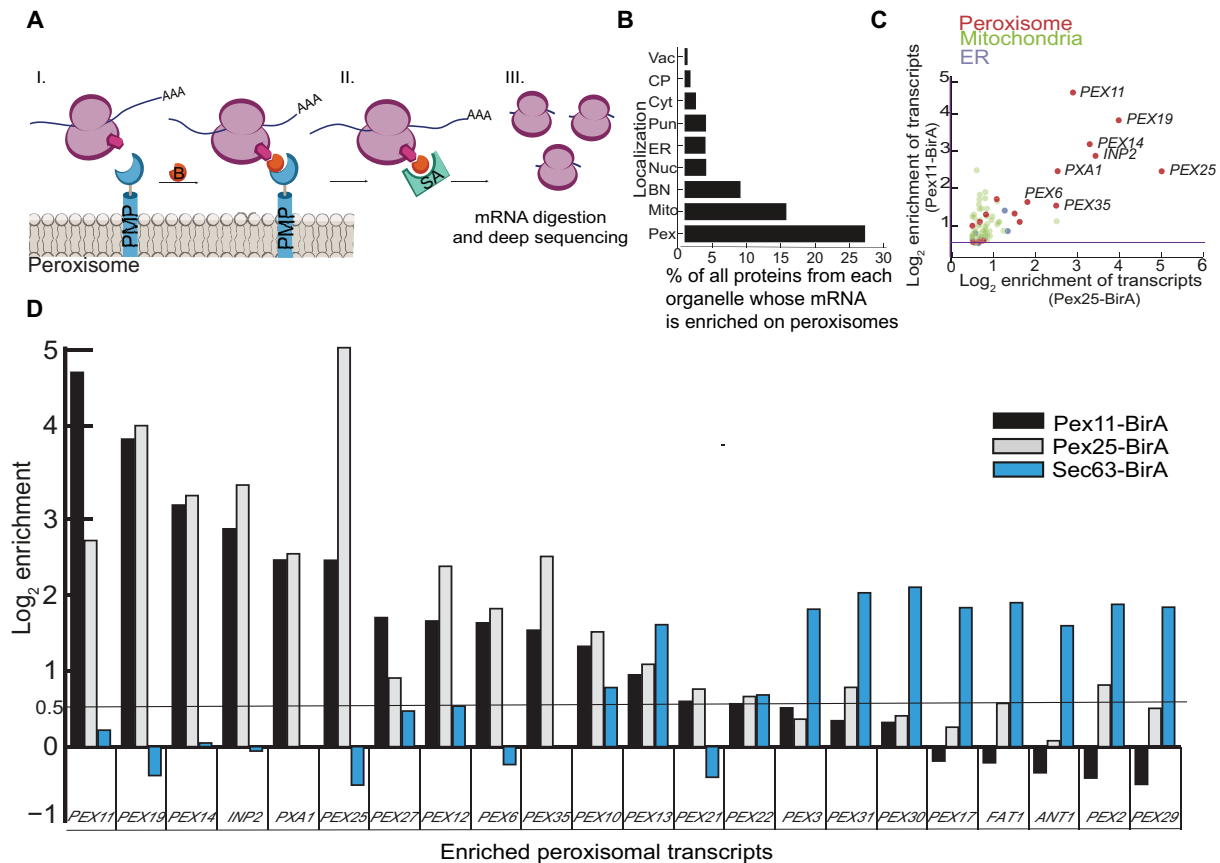 A
I.
II.
III.
AAA
AAA
AAA
B
SA
PMP
PMP
Peroxisome
mRNA digestion
and deep sequencing
B
Localization
Vac
CP
Cyt
Pun
ER
Nuc
BN
Mito
Pex
0 5 10 15 20 25 30
% of all proteins from each
organelle whose mRNA
is enriched on peroxisomes
C
Peroxisome
Mitochondria
ER
Log2 enrichment of transcripts
(Pex11-BirA)
5
4
3
2
1
PEX11
PEX19
PEX14
INP2
PXA1
PEX25
PEX6
PEX35
0 0 1 2 3 4 5 6
Log2 enrichment of transcripts
(Pex25-BirA)
D
Log2 enrichment
5
4
3
2
1
0.5
0
−1
Pex11-BirA
Pex25-BirA
Sec63-BirA
PEX11 PEX19 PEX14 INP2 PXA1 PEX25 PEX27 PEX12 PEX6 PEX35 PEX10 PEX13 PEX21 PEX22 PEX3 PEX31 PEX30 PEX17 FAT1 ANT1 PEX2 PEX29
Enriched peroxisomal transcripts